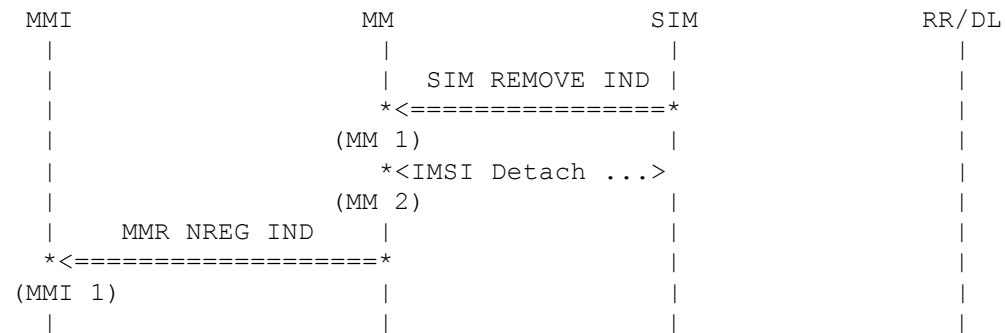 MMI MM SIM RR/DL
| | | |
| | SIM REMOVE IND | |
| *<================* |
| (MM 1) | |
| *<IMSI Detach ...> |
| (MM 2) | |
| MMR NREG IND | | |
*<===================* | |
(MMI 1) | | |
| | | |